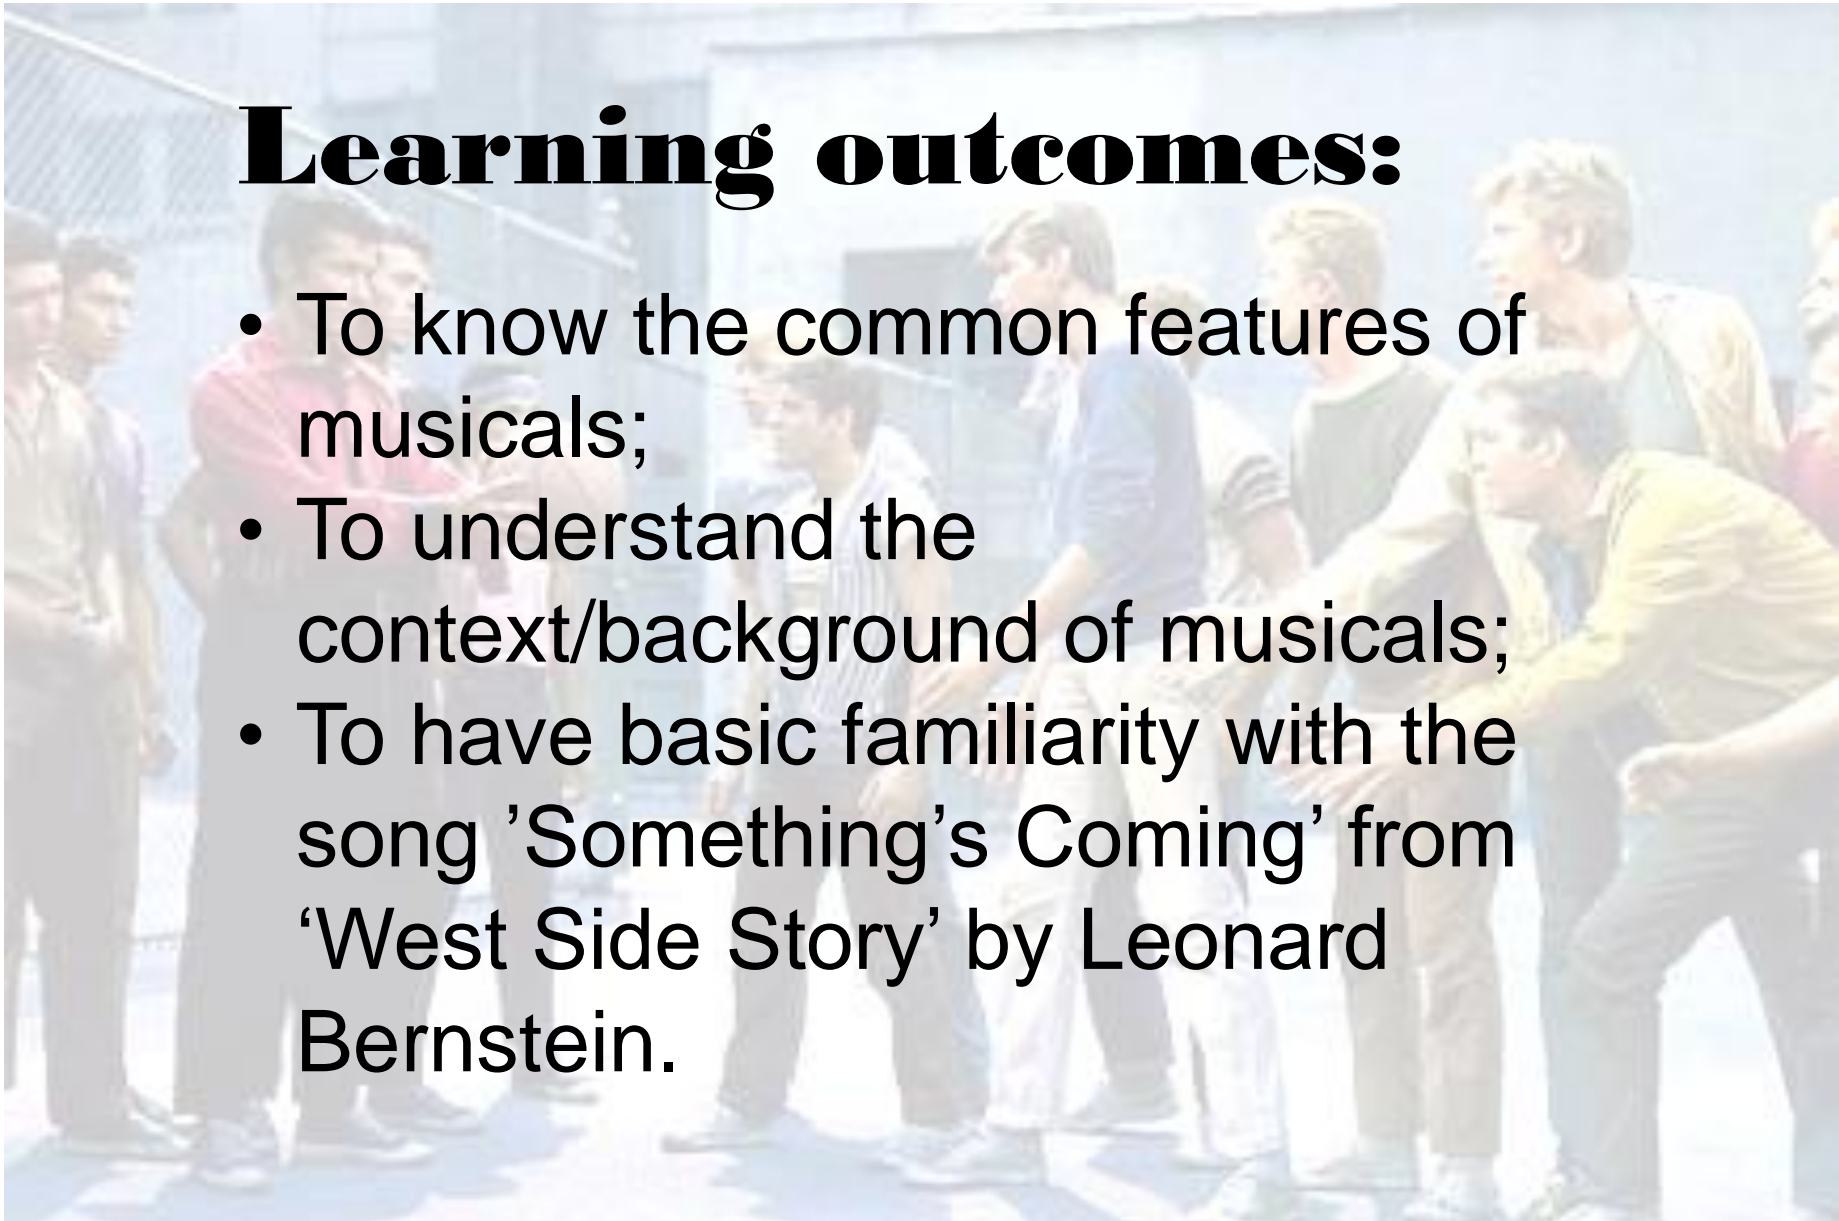 Learning outcomes:
• To know the common features of
musicals;
• To understand the
context/background of musicals;
• To have basic familiarity with the
song ’Something’s Coming’ from
‘West Side Story’ by Leonard
Bernstein.